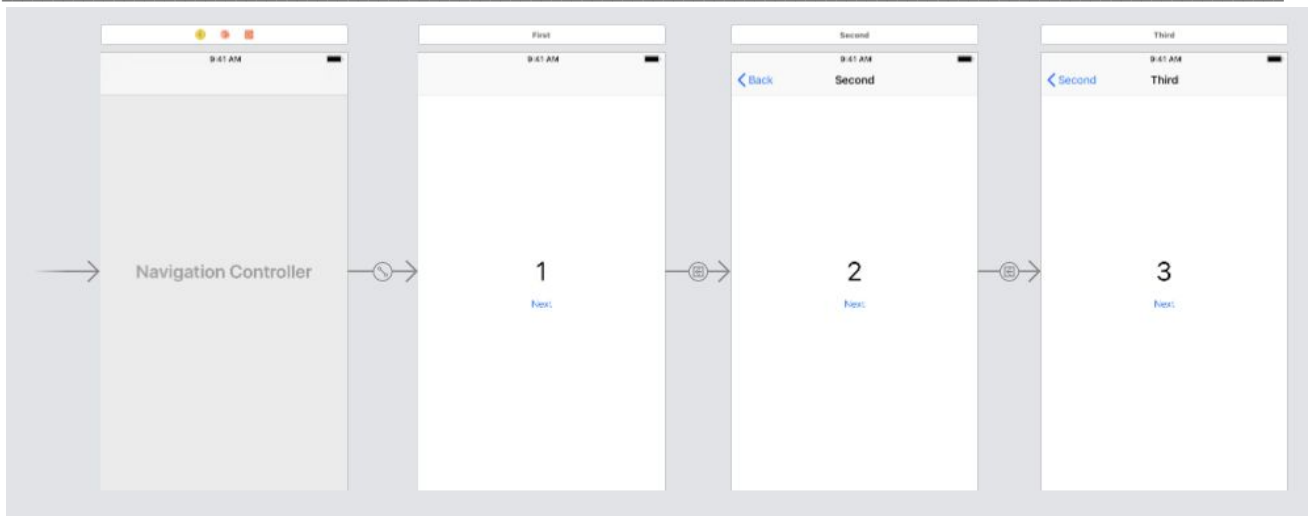 First
Second
Third
9:41 AM
9:41 AM
9:41 AM
9:41 AM
Back
Second
Second
Third
Navigation Controller
1
2
3
Next
Next
Next